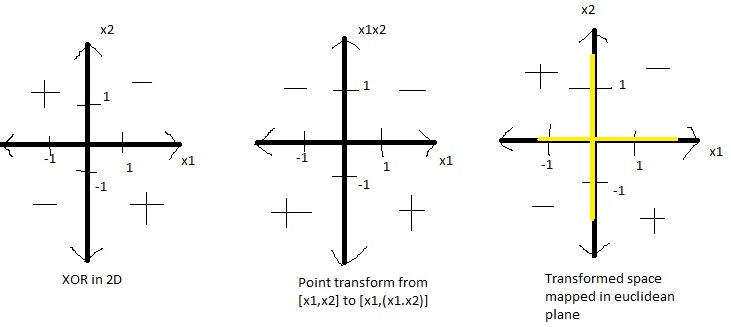 x2
1
-1
1
x1
-1
XOR in 2D
x1x2
1
-1
1
x1
-1
Point transform from
[x1,x2] to [x1,(x1.x2)]
x2
1
-1
1
x1
-1
Transformed space
mapped in euclidean
plane